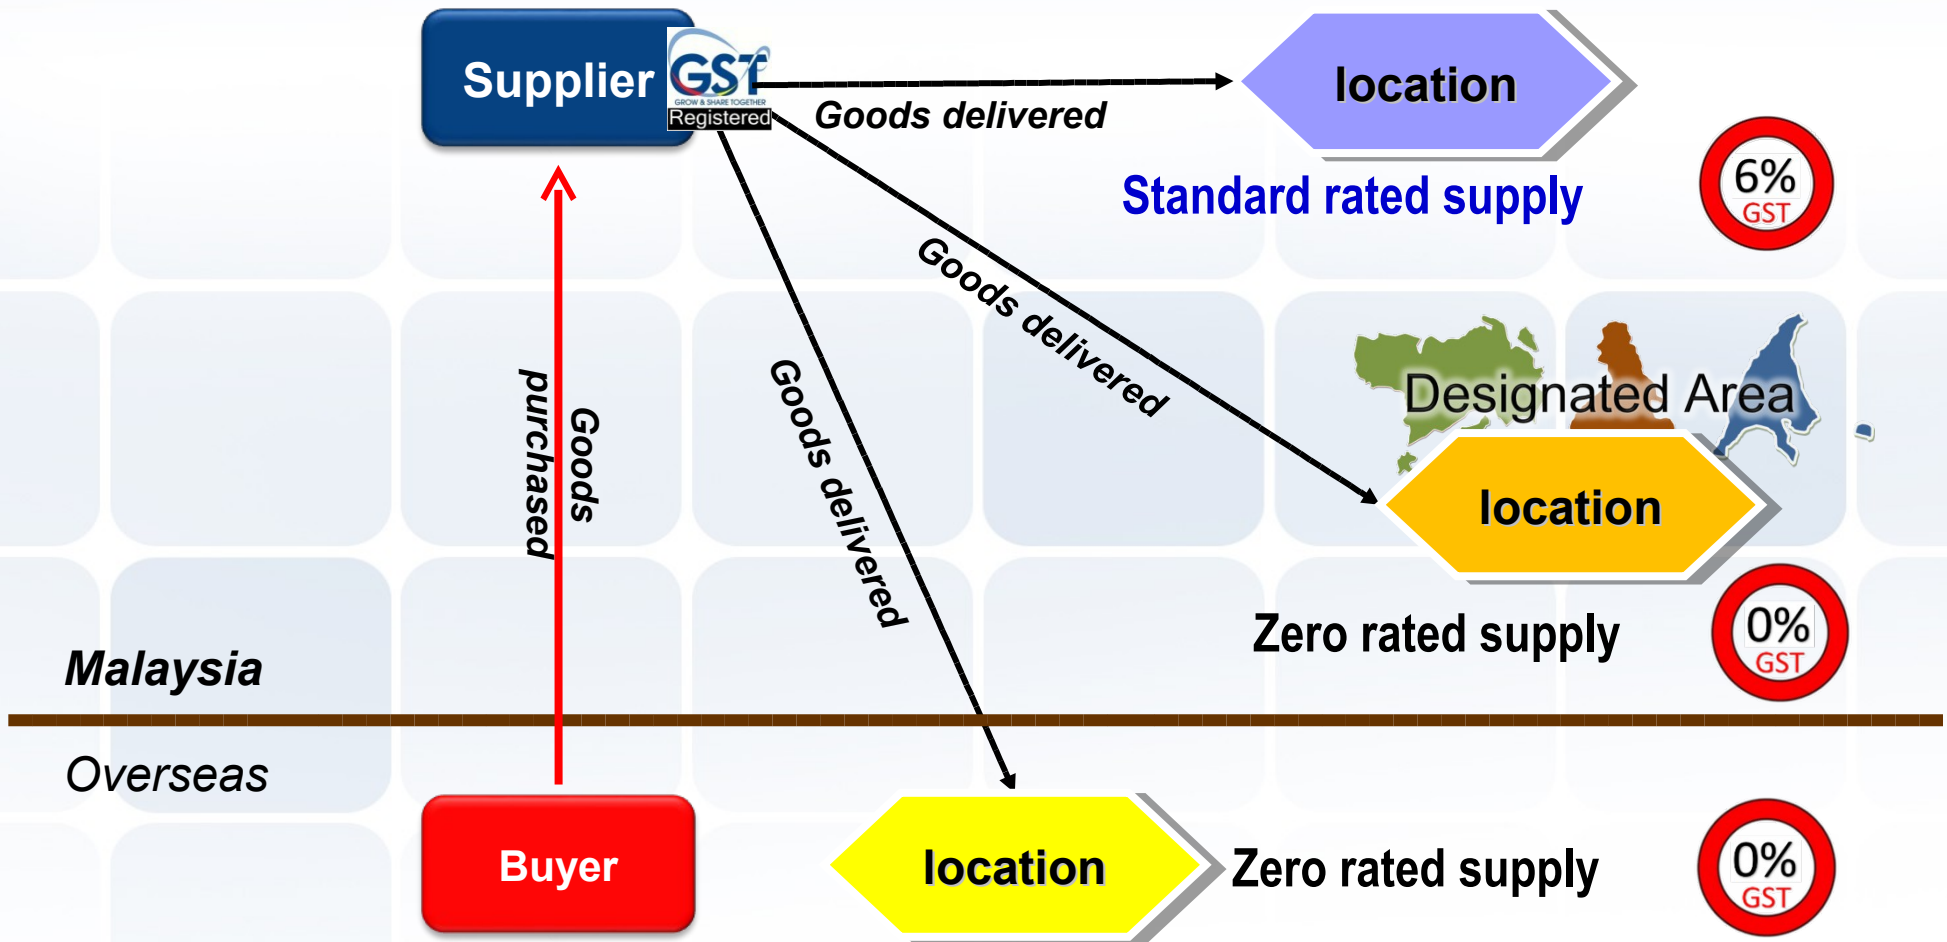 Supplier
GST
GROW & SHARE TOGETHER
Registered
Goods delivered
location
Standard rated supply
6%
GST
Goods delivered
Goods delivered
Goods
purchased
Designated Area
location
Zero rated supply
0%
GST
Malaysia
Overseas
Buyer
location
Zero rated supply
0%
GST